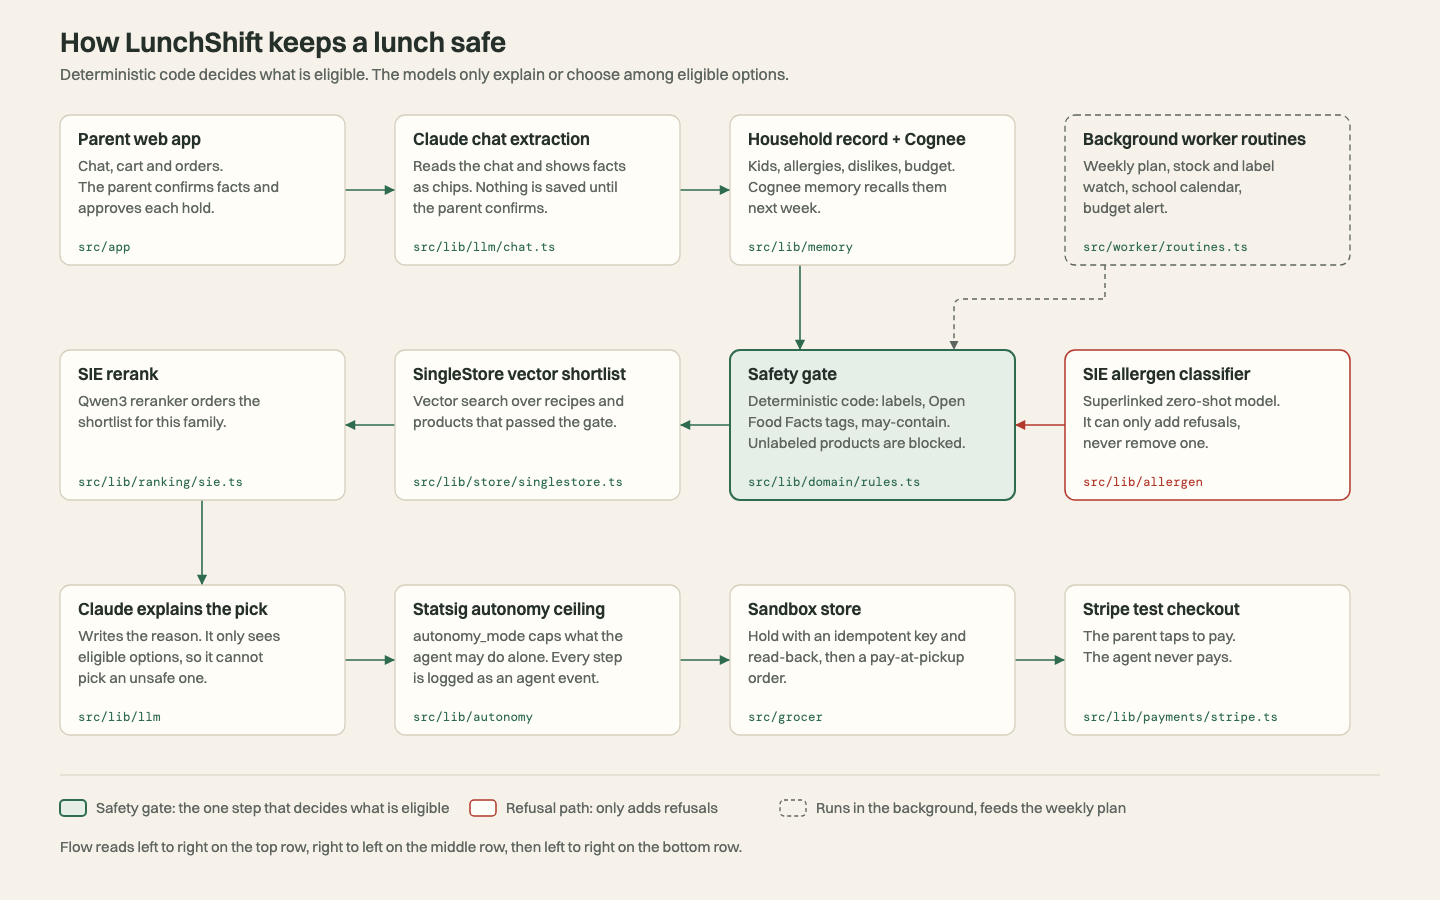 How LunchShift keeps a lunch safe
Deterministic code decides what is eligible. The models only explain or choose among eligible options.
Parent web app
Chat, cart and orders.
The parent confirms facts and
approves each hold.
src/app
Claude chat extraction
Reads the chat and shows facts
as chips. Nothing is saved until
the parent confirms.
src/lib/llm/chat.ts
Household record + Cognee
Kids, allergies, dislikes, budget.
Cognee memory recalls them
next week.
src/lib/memory
Background worker routines
Weekly plan, stock and label
watch, school calendar,
budget alert.
src/worker/routines.ts
SIE rerank
Qwen3 reranker orders the
shortlist for this family.
src/lib/ranking/sie.ts
SingleStore vector shortlist
Vector search over recipes and
products that passed the gate.
src/lib/store/singlestore.ts
Safety gate
Deterministic code: labels, Open
Food Facts tags, may-contain.
Unlabeled products are blocked.
src/lib/domain/rules.ts
SIE allergen classifier
Superlinked zero-shot model.
It can only add refusals,
never remove one.
src/lib/allergen
Claude explains the pick
Writes the reason. It only sees
eligible options, so it cannot
pick an unsafe one.
src/lib/llm
Statsig autonomy ceiling
autonomy_mode caps what the
agent may do alone. Every step
is logged as an agent event.
src/lib/autonomy
Sandbox store
Hold with an idempotent key and
read-back, then a pay-at-pickup
order.
src/grocer
Stripe test checkout
The parent taps to pay.
The agent never pays.
src/lib/payments/stripe.ts
Safety gate: the one step that decides what is eligible
Refusal path: only adds refusals
Runs in the background, feeds the weekly plan
Flow reads left to right on the top row, right to left on the middle row, then left to right on the bottom row.